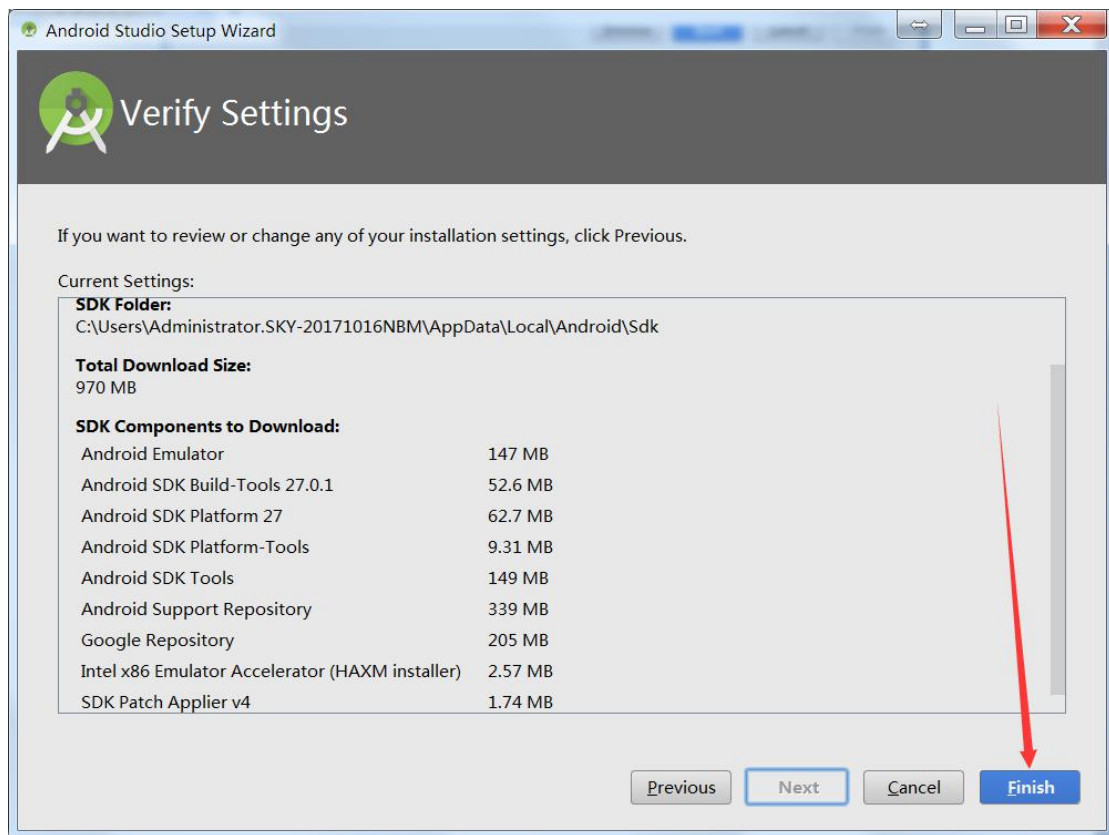 Android Studio Setup Wizard
Verify Settings
If you want to review or change any of your installation settings, click Previous.
Current Settings:
SDK Folder:
C:\Users\Administrator.SKY-20171016NBM\AppData\Local\Android\Sdk
Total Download Size:
970 MB
SDK Components to Download:
Android Emulator 147 MB
Android SDK Build-Tools 27.0.1 52.6 MB
Android SDK Platform 27 62.7 MB
Android SDK Platform-Tools 9.31 MB
Android SDK Tools 149 MB
Android Support Repository 339 MB
Google Repository 205 MB
Intel x86 Emulator Accelerator (HAXM installer) 2.57 MB
SDK Patch Applier v4 1.74 MB
Previous Next Cancel Finish